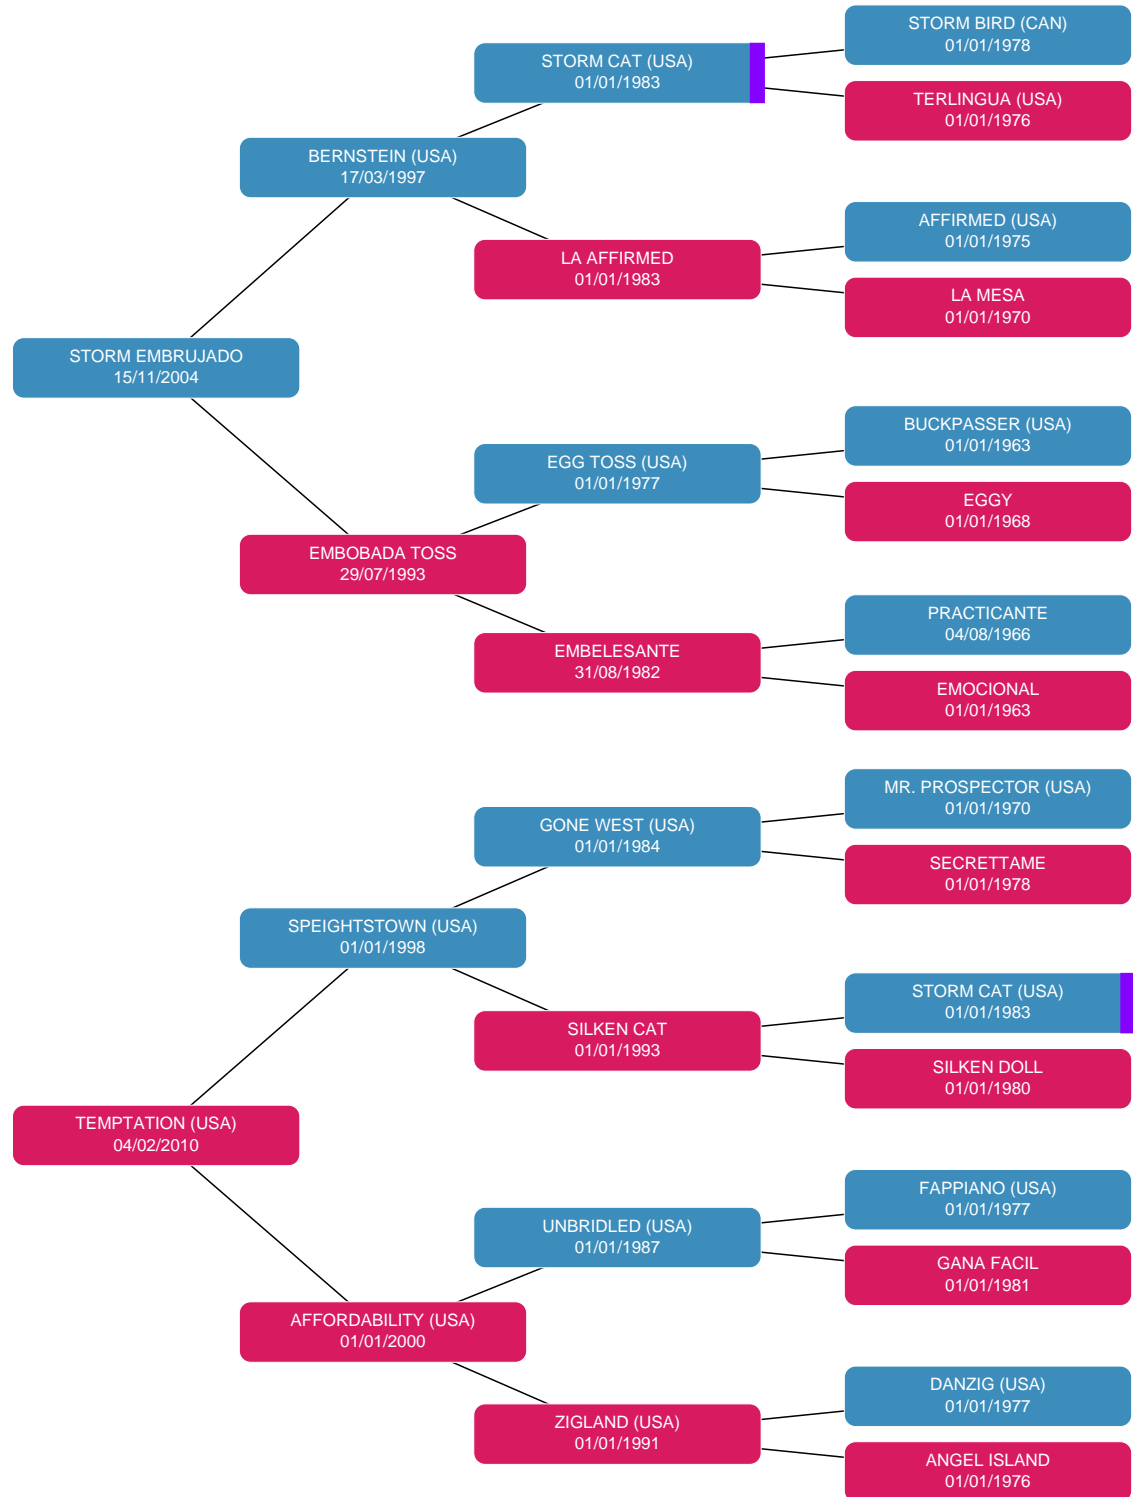 STORM BIRD (CAN)
01/01/1978
STORM CAT (USA)
01/01/1983
TERLINGUA (USA)
01/01/1976
BERNSTEIN (USA)
17/03/1997
AFFIRMED (USA)
01/01/1975
LA AFFIRMED
01/01/1983
LA MESA
01/01/1970
STORM EMBRUJADO
15/11/2004
BUCKPASSER (USA)
01/01/1963
EGG TOSS (USA)
01/01/1977
EGGY
01/01/1968
EMBOBADA TOSS
29/07/1993
PRACTICANTE
04/08/1966
EMBELESANTE
31/08/1982
EMOCIONAL
01/01/1963
MR. PROSPECTOR (USA)
01/01/1970
GONE WEST (USA)
01/01/1984
SECRETTAME
01/01/1978
SPEIGHTSTOWN (USA)
01/01/1998
STORM CAT (USA)
01/01/1983
SILKEN CAT
01/01/1993
SILKEN DOLL
01/01/1980
TEMPTATION (USA)
04/02/2010
FAPPIANO (USA)
01/01/1977
UNBRIDLED (USA)
01/01/1987
GANA FACIL
01/01/1981
AFFORDABILITY (USA)
01/01/2000
DANZIG (USA)
01/01/1977
ZIGLAND (USA)
01/01/1991
ANGEL ISLAND
01/01/1976